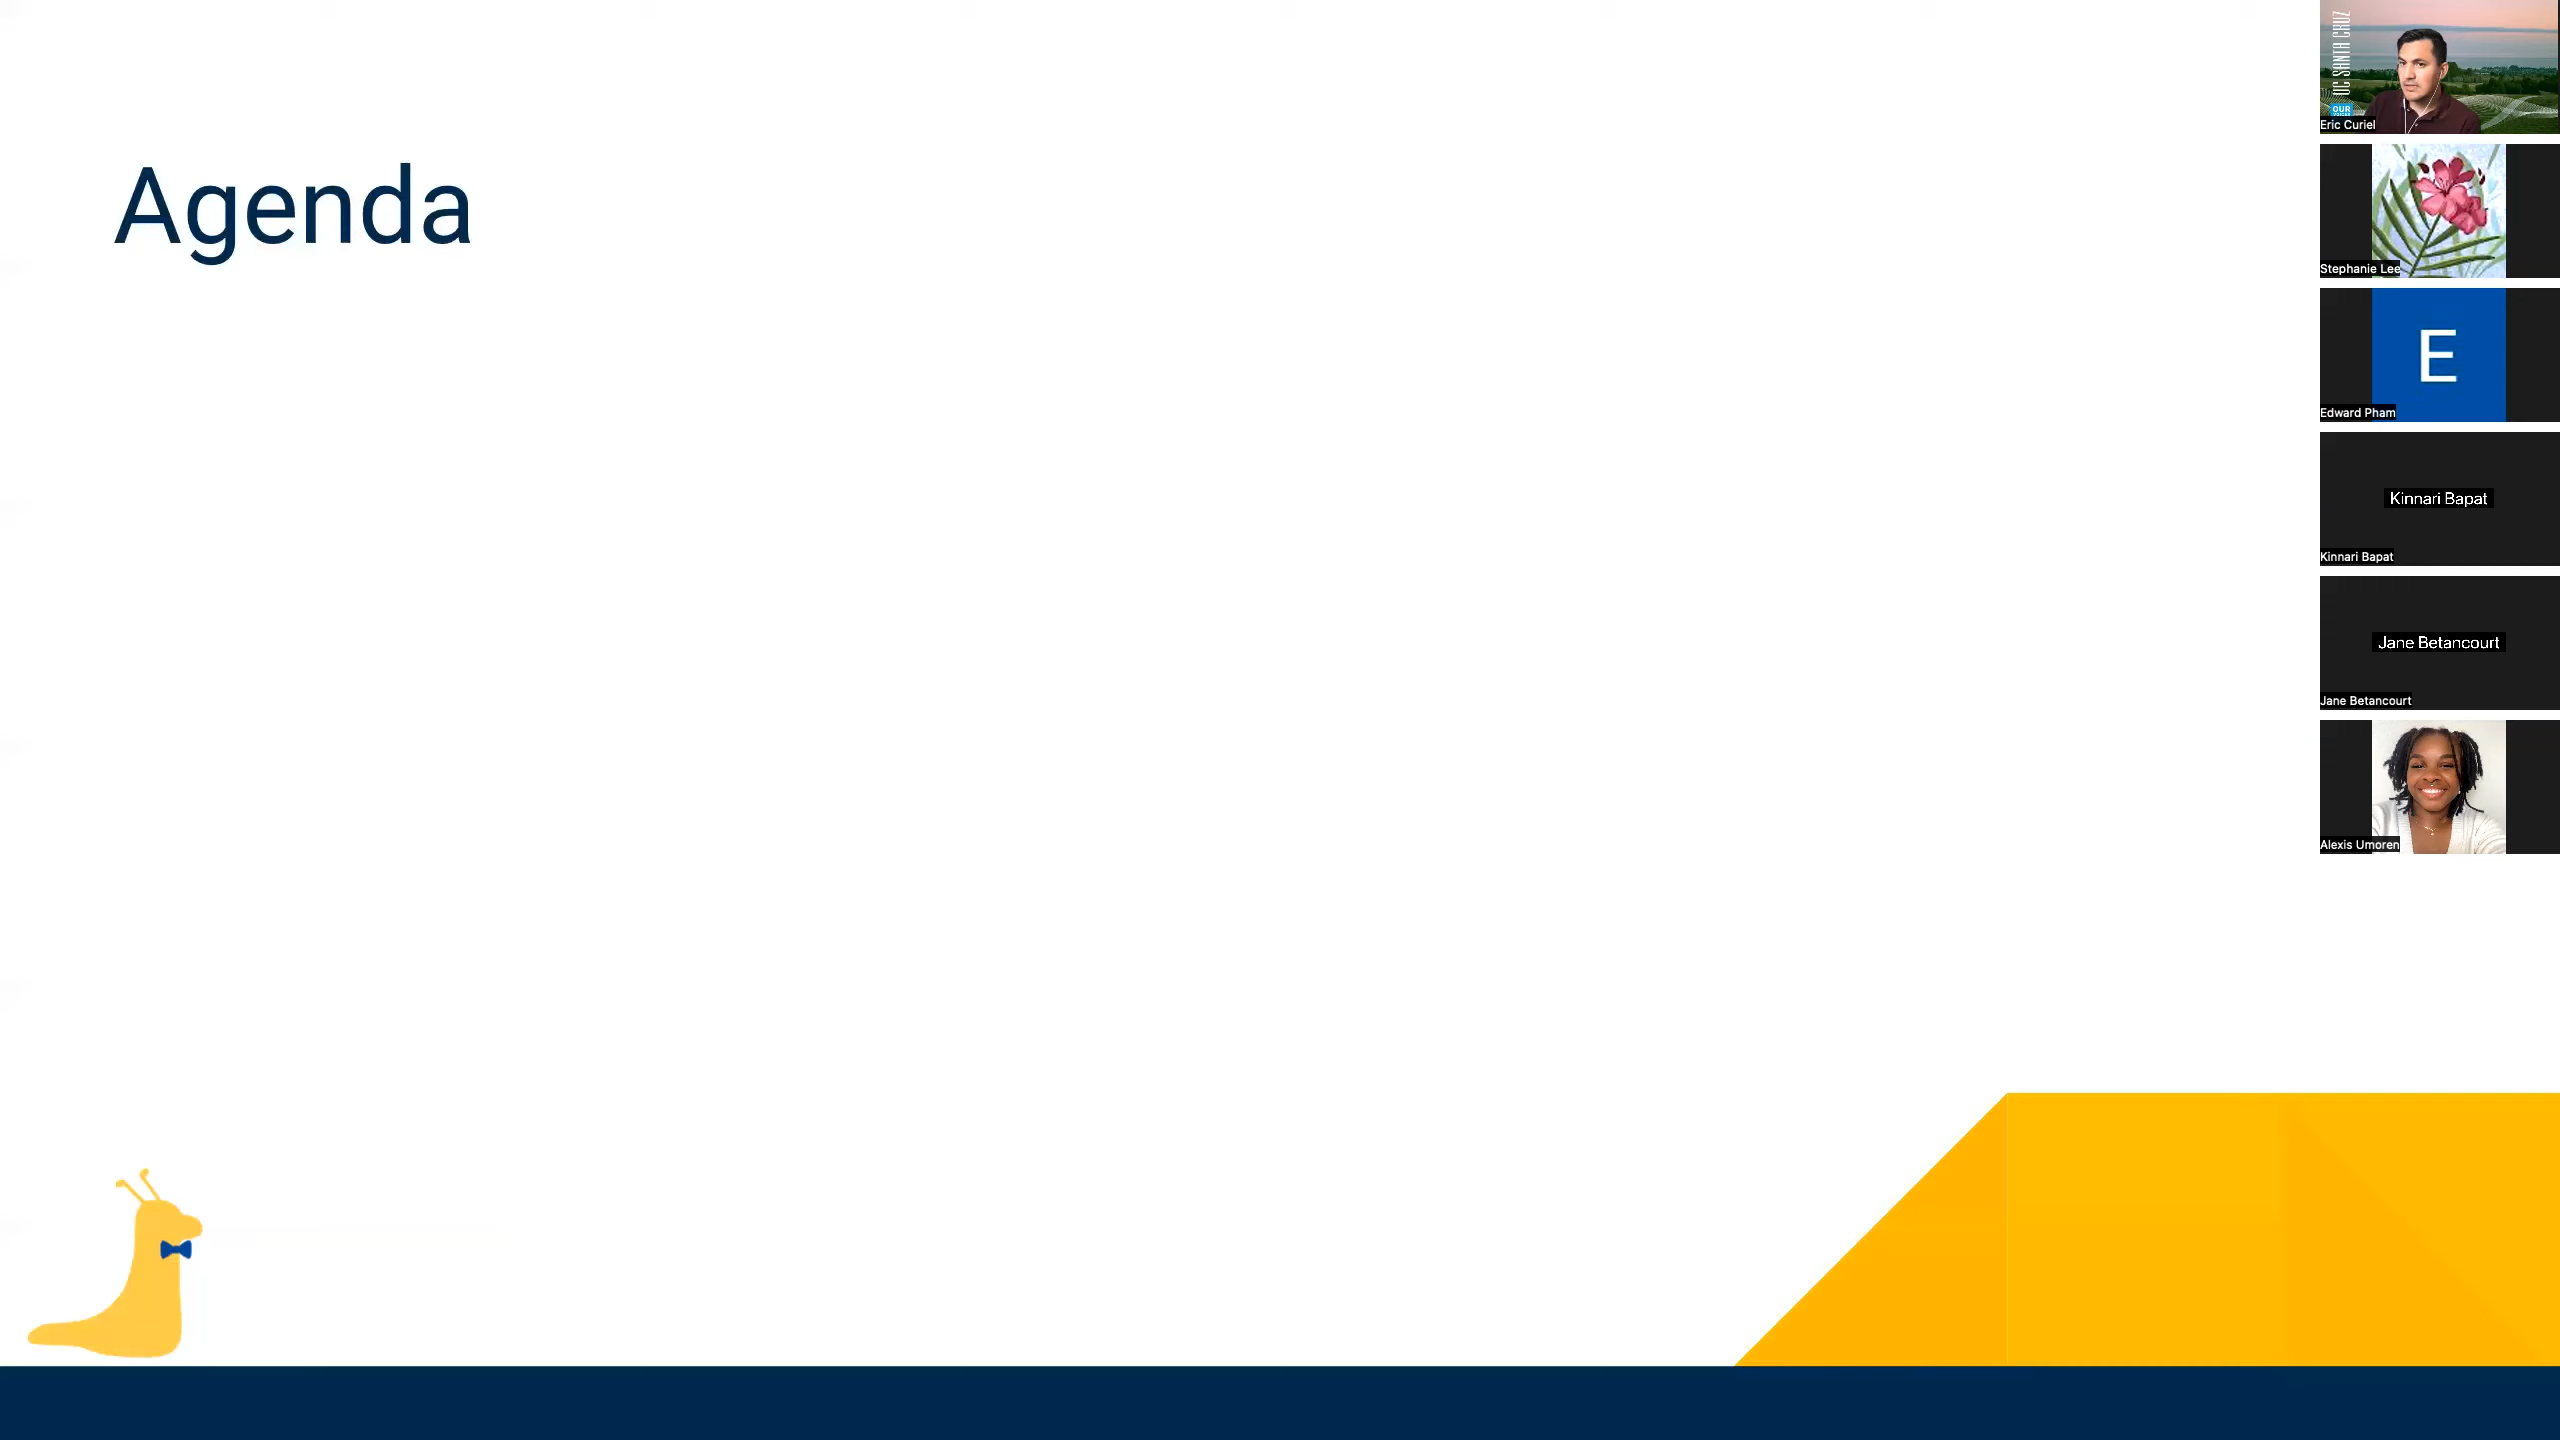 Agenda
UC SANTA CRUZ
OUR
Eric Curiel
Stephanie Lee
E
Edward Pham
Kinnari Bapat
Kinnari Bapat
Jane Betancourt
Jane Betancourt
Alexis Umoren